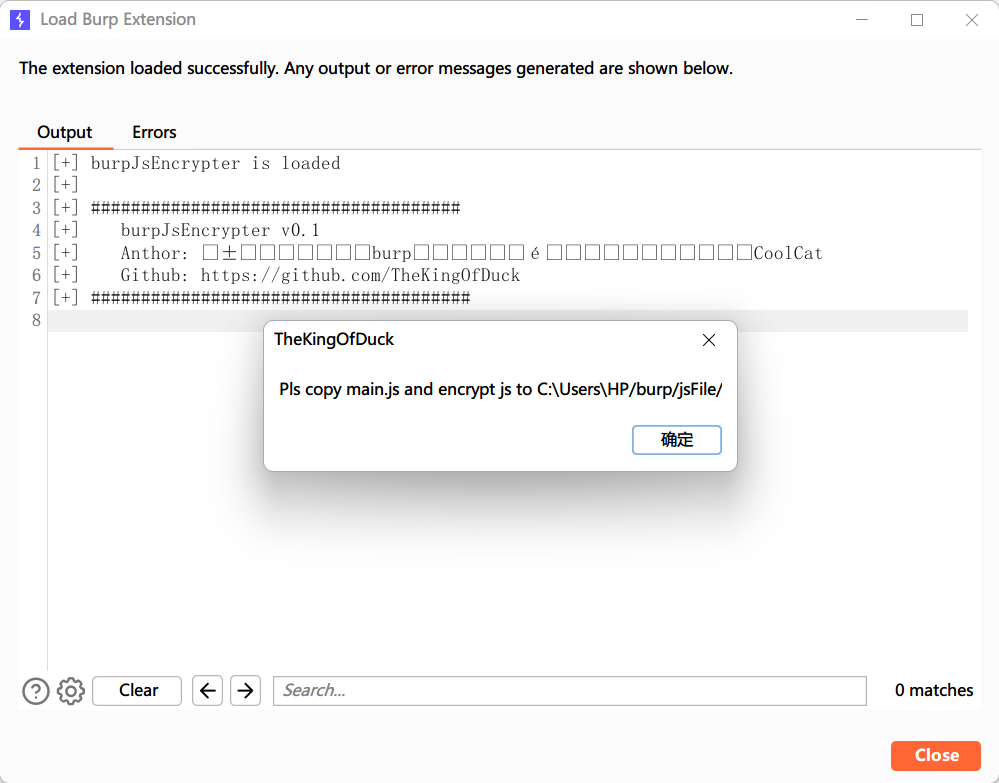 Load Burp Extension
The extension loaded successfully. Any output or error messages generated are shown below.
Output Errors
1 [+] burpJsEncrypter is loaded
2 [+]
3 [+] #####################################
4 [+] burpJsEncrypter v0.1
5 [+] Anthor: □±□□□□□□□burp□□□□□□é□□□□□□□□□□□CoolCat
6 [+] Github: https://github.com/TheKingOfDuck
7 [+] ######################################
8
TheKingOfDuck
Pls copy main.js and encrypt js to C:\Users\HP/burp/jsFile/
确定
Clear Search... 0 matches
Close